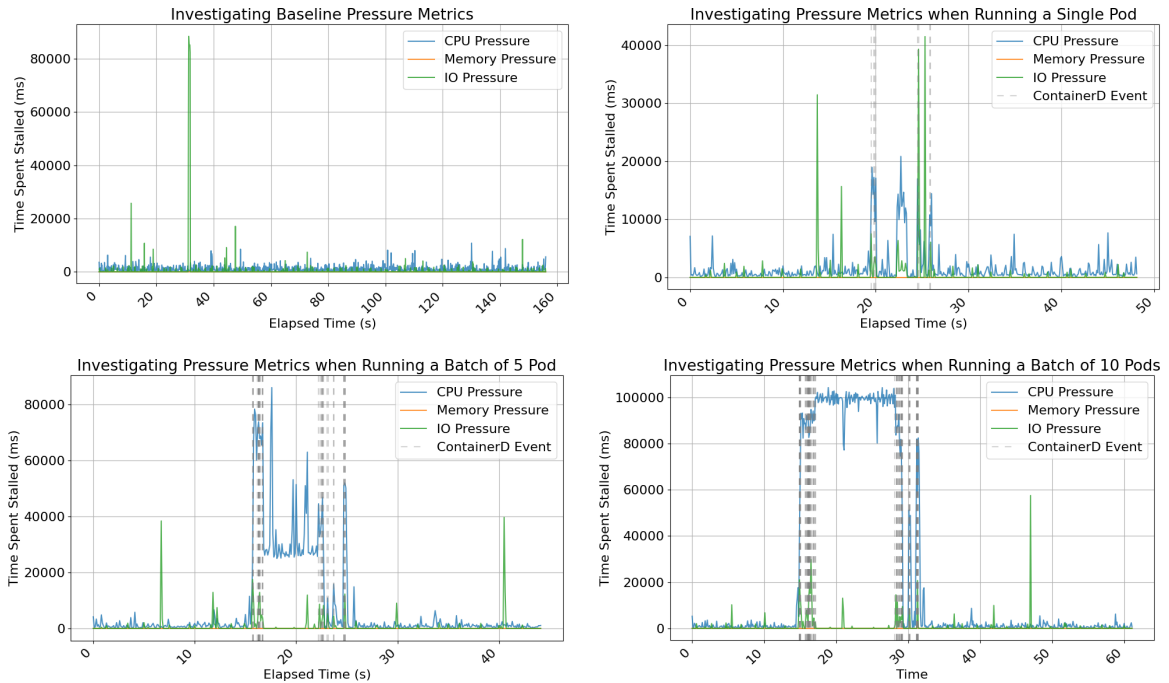 Investigating Baseline Pressure Metrics
Time Spent Stalled (ms)
80000
60000
40000
20000
0
CPU Pressure
Memory Pressure
IO Pressure
0
20
40
60
80
100
120
140
160
Elapsed Time (s)
Investigating Pressure Metrics when Running a Single Pod
Time Spent Stalled (ms)
40000
30000
20000
10000
0
CPU Pressure
Memory Pressure
IO Pressure
ContainerD Event
0
10
20
30
40
50
Elapsed Time (s)
Investigating Pressure Metrics when Running a Batch of 5 Pod
Time Spent Stalled (ms)
80000
60000
40000
20000
0
CPU Pressure
Memory Pressure
IO Pressure
ContainerD Event
0
10
20
30
40
Elapsed Time (s)
Investigating Pressure Metrics when Running a Batch of 10 Pods
Time Spent Stalled (ms)
100000
80000
60000
40000
20000
0
CPU Pressure
Memory Pressure
IO Pressure
ContainerD Event
0
10
20
30
40
50
60
Time